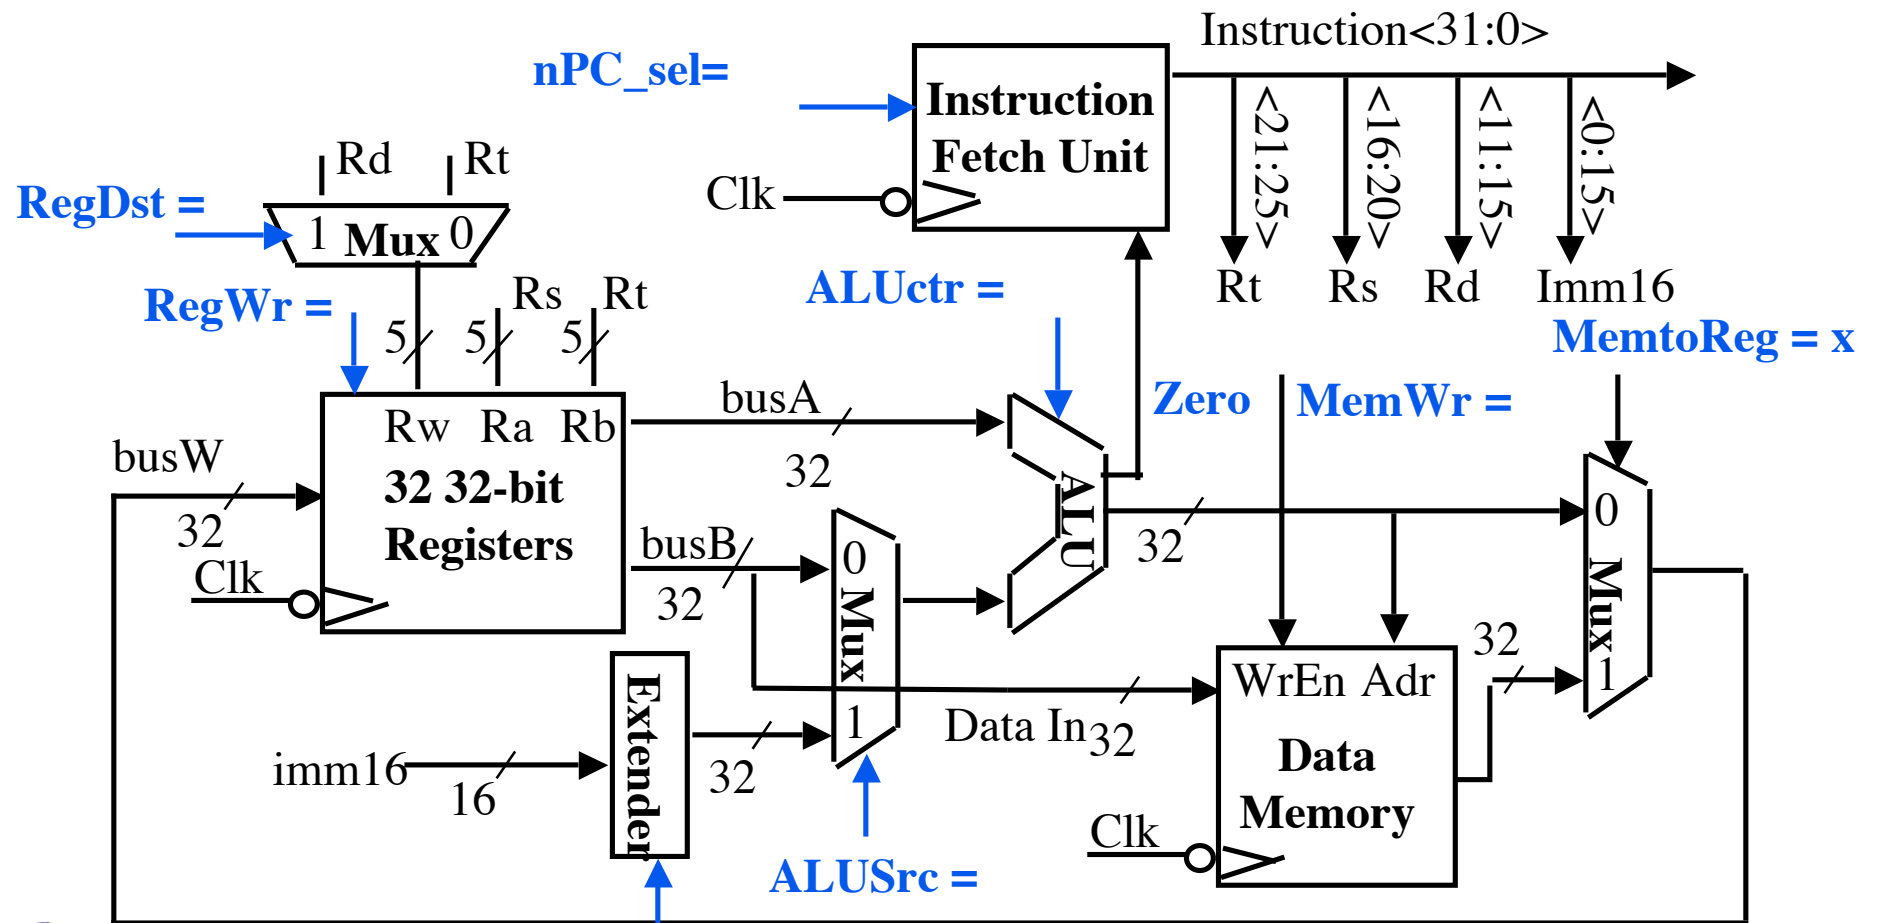 Instruction<31:0>
nPC_sel=
Instruction
Fetch Unit
<21:25>
<16:20>
<11:15>
<0:15>
Rd
Rt
Clk
RegDst =
1 Mux 0
Rt
Rs
Rd
Imm16
RegWr =
ALUctr =
Rs
Rt
MemtoReg = x
5
5
5
busA
Zero
MemWr =
Rw Ra Rb
busW
32
32 32-bit
Registers
32
ALU
0
Mux
1
busB
32
0
Mux
1
32
Clk
32
WrEn Adr
Data
Memory
Data In
32
Extender
imm16
16
32
Clk
ALUSrc =